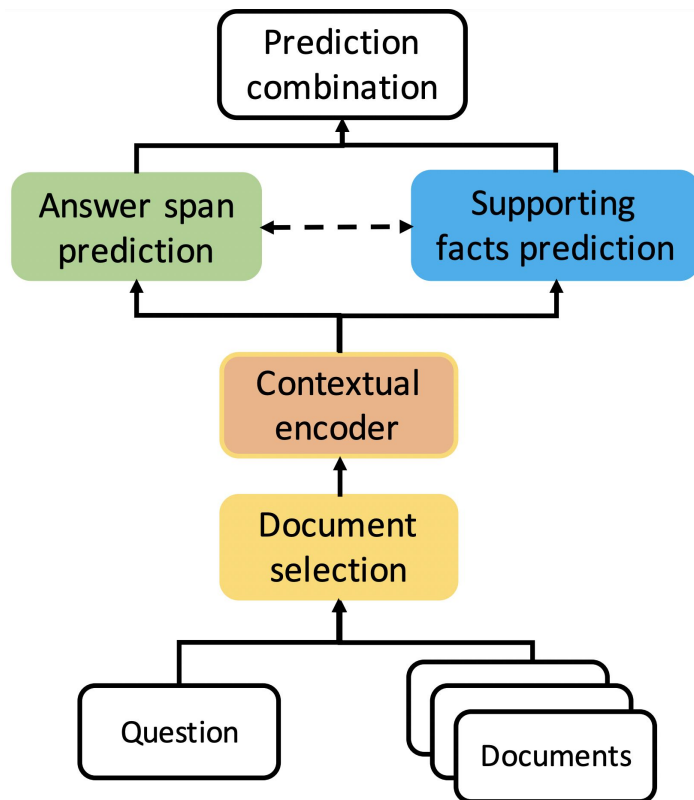 Prediction
combination
Answer span
prediction
Supporting
facts prediction
Contextual
encoder
Document
selection
Question
Documents